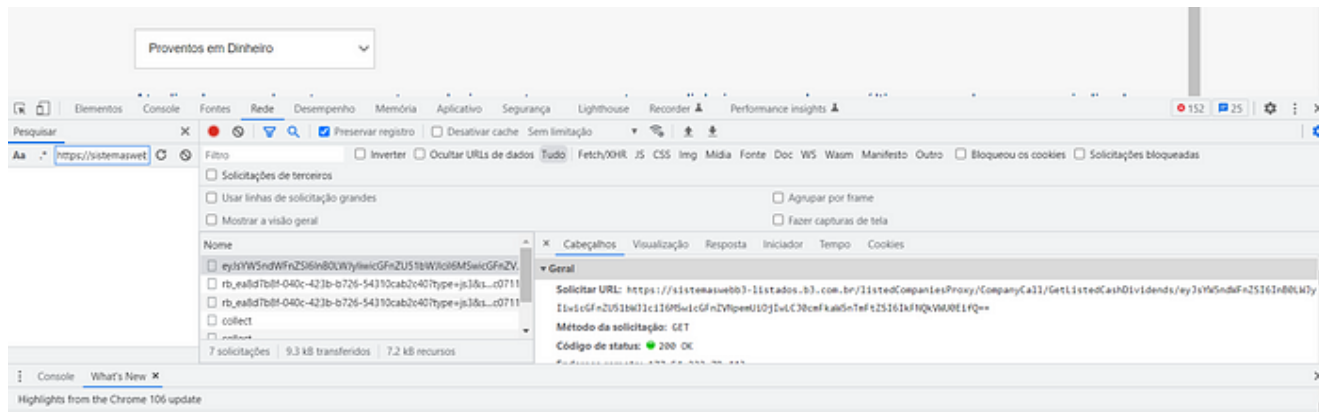 Proventos em Dinheiro
Elementos Console Fontes Rede Desempenho Memória Aplicativo Segurança Lighthouse Recorder Performance insights 152 25
Pesquisar Preservar registro Desativar cache Sem limitação
Aa .* https://sistemaswet Filtro Inverter Ocultar URLs de dados Tudo Fetch/XHR JS CSS Img Mídia Fonte Doc WS Wasm Manifesto Outro Bloqueou os cookies Solicitações bloqueadas
Solicitações de terceiros
Usar linhas de solicitação grandes Agrupar por frame
Mostrar a visão geral Fazer capturas de tela
Nome Cabeçalhos Visualização Resposta Iniciador Tempo Cookies
Geral
Solicitar URL: https://sistemaswebb3-listados.b3.com.br/listedCompaniesProxy/CompanyCall/GetListedCashDividends/
Método da solicitação: GET
collect
Código de status: 200 OK
7 solicitações 9.3 kB transferidos 7.2 kB recursos
Console What's New
Highlights from the Chrome 106 update